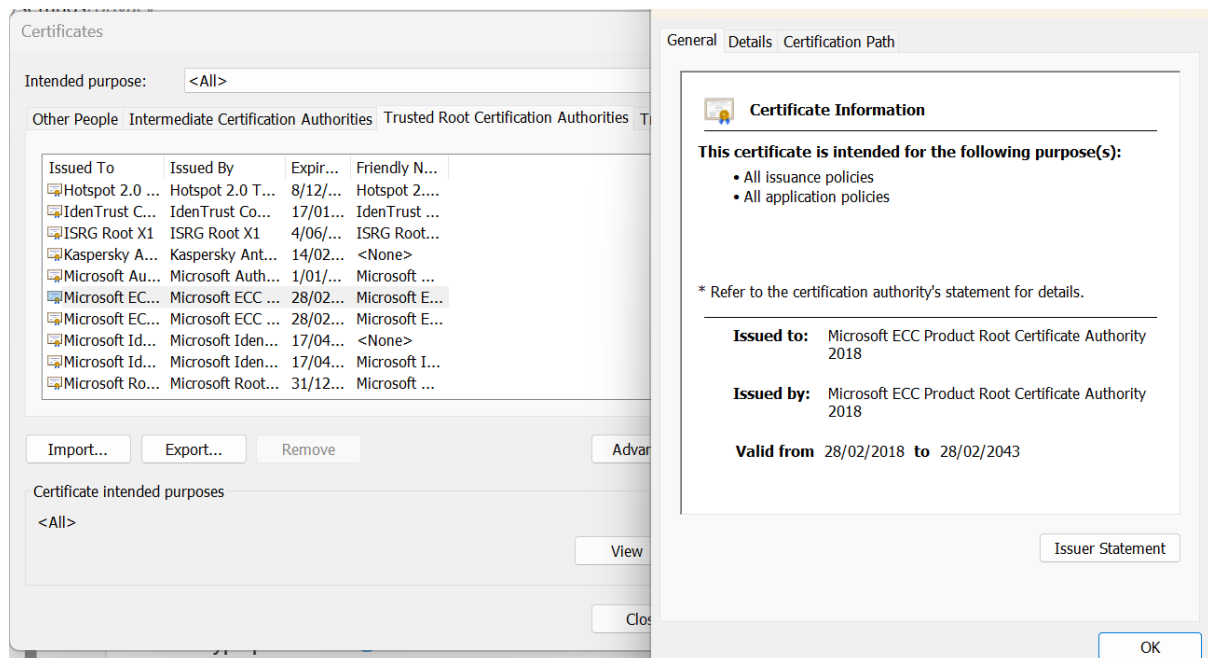 Certificates
Intended purpose: <All>
Other People Intermediate Certification Authorities Trusted Root Certification Authorities
Issued To Issued By Expir... Friendly N...
Hotspot 2.0 ... Hotspot 2.0 T... 8/12/... Hotspot 2....
IdenTrust C... IdenTrust Co... 17/01... IdenTrust ...
ISRG Root X1 ISRG Root X1 4/06/... ISRG Root...
Kaspersky A... Kaspersky Ant... 14/02... <None>
Microsoft Au... Microsoft Auth... 1/01/... Microsoft ...
Microsoft EC... Microsoft ECC ... 28/02... Microsoft E...
Microsoft EC... Microsoft ECC ... 28/02... Microsoft E...
Microsoft Id... Microsoft Iden... 17/04... <None>
Microsoft Id... Microsoft Iden... 17/04... Microsoft I...
Microsoft Ro... Microsoft Root... 31/12... Microsoft ...
Import... Export... Remove Advan
Certificate intended purposes
<All>
View
Clos
General Details Certification Path
Certificate Information
This certificate is intended for the following purpose(s):
• All issuance policies
• All application policies
* Refer to the certification authority's statement for details.
Issued to: Microsoft ECC Product Root Certificate Authority
2018
Issued by: Microsoft ECC Product Root Certificate Authority
2018
Valid from 28/02/2018 to 28/02/2043
Issuer Statement
OK